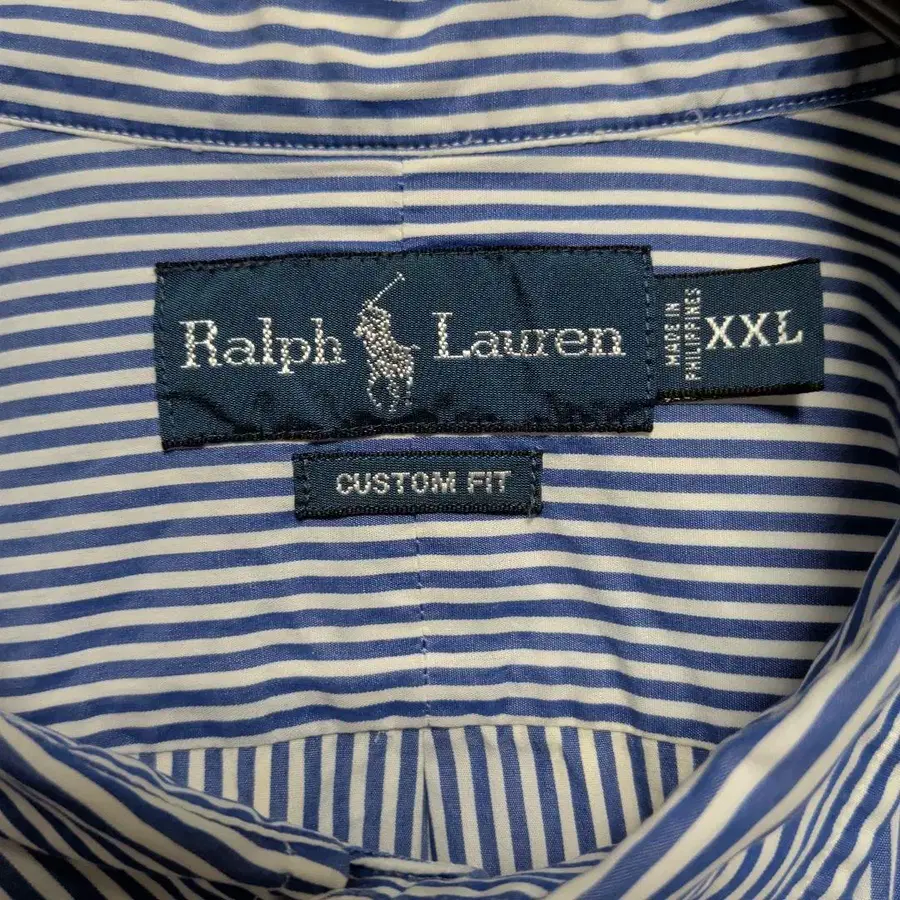 Ralph Lauren
MADE IN
PHILIPPINES
XXL
CUSTOM FIT